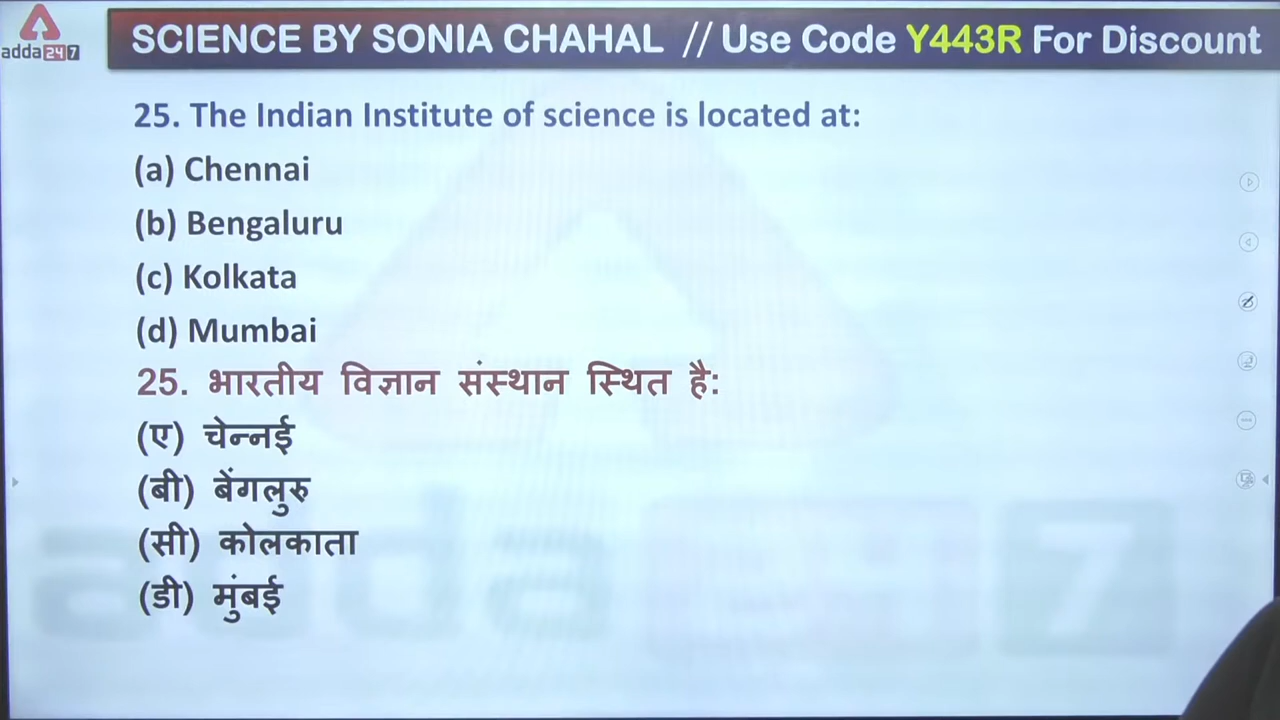 adda247
SCIENCE BY SONIA CHAHAL // Use Code Y443R For Discount
25. The Indian Institute of science is located at:
(a) Chennai
(b) Bengaluru
(c) Kolkata
(d) Mumbai
25. भारतीय विज्ञान संस्थान स्थित है:
(ए) चेन्नई
(बी) बेंगलुरु
(सी) कोलकाता
(डी) मुंबई
adda247